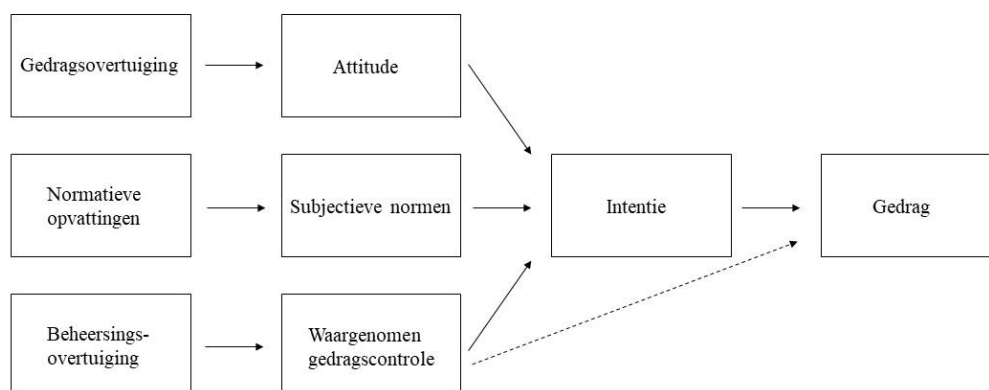 Gedragsovertuiging
Attitude
Normatieve
opvattingen
Subjectieve normen
Intentie
Gedrag
Beheersings-
overtuiging
Waargenomen
gedragscontrole